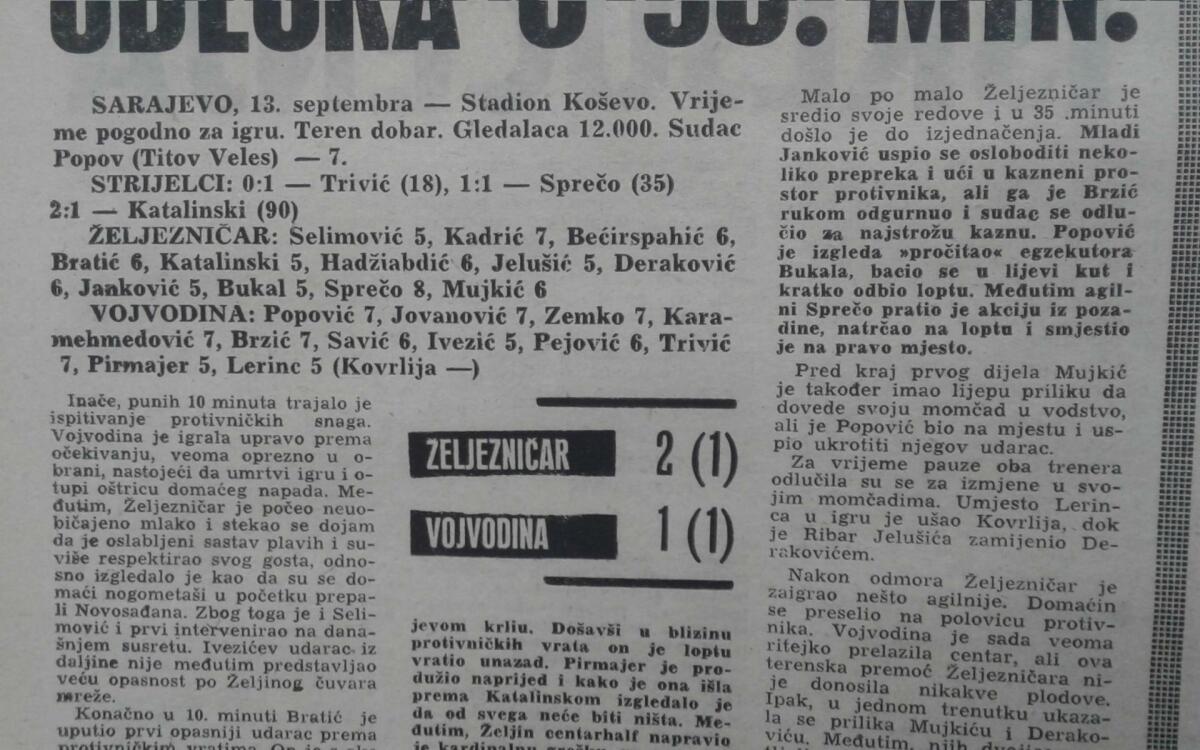 ODLUKA U 90. MIN.
SARAJEVO, 13. septembra — Stadion Koševo. Vrije-
me pogodno za igru. Teren dobar. Gledalaca 12.000. Sudac
Popov (Titov Veles) — 7.
STRIJELCI: 0:1 — Trivić (18), 1:1 — Sprečo (35)
2:1 — Katalinski (90)
ŽELJEZNIČAR: Selimović 5, Kadrić 7, Bećirspahić 6,
Bratić 6, Katalinski 5, Hadžiabdić 6, Jelušić 5, Deraković
6, Janković 5, Bukal 5, Sprečo 8, Mujkić 6
VOJVODINA: Popović 7, Jovanović 7, Zemko 7, Kara-
mehmedović 7, Brzić 7, Savić 6, Ivezić 5, Pejović 6, Trivić
7, Pirmajer 5, Lerinc 5 (Kovrlija —)
Inače, punih 10 minuta trajalo je
ispitivanje protivničkih snaga.
Vojvodina je igrala upravo prema
očekivanju, veoma oprezno u o-
brani, nastojeći da umrtvi igru i o-
tupi oštricu domaćeg napada. Me-
đutim, Željezničar je počeo neuo-
bičajeno mlako i stekao se dojam
da je oslabljeni sastav plavih i su-
više respektirao svog gosta, odno-
sno izgledalo je kao da su se do-
maći nogometaši u početku prepa-
li Novosađana. Zbog toga je i Seli-
mović i prvi intervenirao na dana-
šnjem susretu. Ivezićev udarac iz
daljine nije međutim predstavljao
veću opasnost po Željinog čuvara
mreže.
Konačno u 10. minuti Bratić je
uputio prvi opasniji udarac prema
protivničkim vratima.
ŽELJEZNIČAR 2 (1)
VOJVODINA 1 (1)
jevom krliu. Došavši u blizinu
protivničkih vrata on je loptu
vratio unazad. Pirmajer je pro-
dužio naprijed i kako je ona išla
prema Katalinskom izgledalo je
da od svega neće biti ništa. Me-
đutim, Željin centarhalf napravio
je kardinalnu
Malo po malo Željezničar je
sredio svoje redove i u 35 .minuti
došlo je do izjednačenja. Mladi
Janković uspio se osloboditi neko-
liko prepreka i ući u kazneni pro-
stor protivnika, ali ga je Brzić
rukom odgurnuo i sudac se odlu-
čio za najstrožu kaznu. Popović
je izgleda »pročitao« egzekutora
Bukala, bacio se u lijevi kut i
kratko odbio loptu. Međutim agil-
ni Sprečo pratio je akciju iz poza-
dine, natrčao na loptu i smjestio
je na pravo mjesto.
Pred kraj prvog dijela Mujkić
je također imao lijepu priliku da
dovede svoju momčad u vodstvo,
ali je Popović bio na mjestu i us-
pio ukrotiti njegov udarac.
Za vrijeme pauze oba trenera
odlučila su se za izmjene u svo-
jim momčadima. Umjesto Lerin-
ca u igru je ušao Kovrlija, dok
je Ribar Jelušića zamijenio De-
rakovićem.
Nakon odmora Željezničar je
zaigrao nešto agilnije. Domaćin
se preselio na polovicu protiv-
nika. Vojvodina je sada veoma
ritejko prelazila centar, ali ova
terenska premoć Željezničara ni-
je donosila nikakve plodove.
Ipak, u jednom trenutku ukaza-
la se prilika Mujkiću i Derako-
viću. Međutim, njih